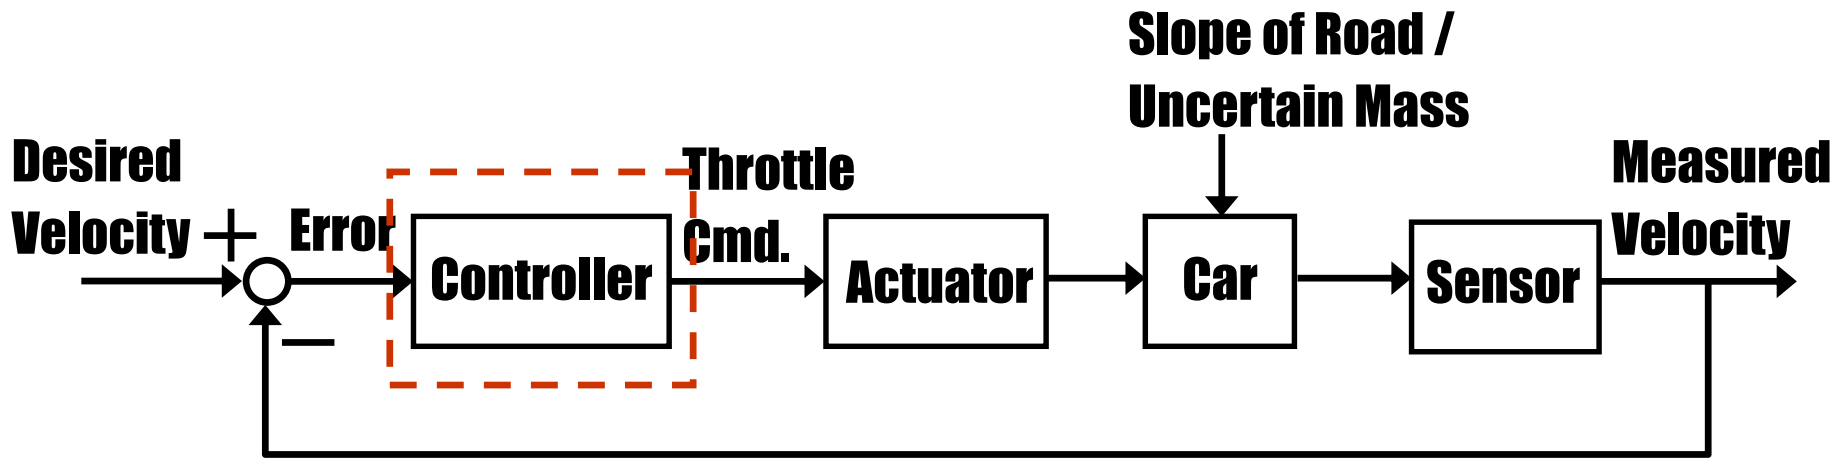 Slope of Road /
Uncertain Mass
Desired
Velocity +
Error
Controller
Throttle
Cmd.
Actuator
Car
Sensor
Measured
Velocity
−